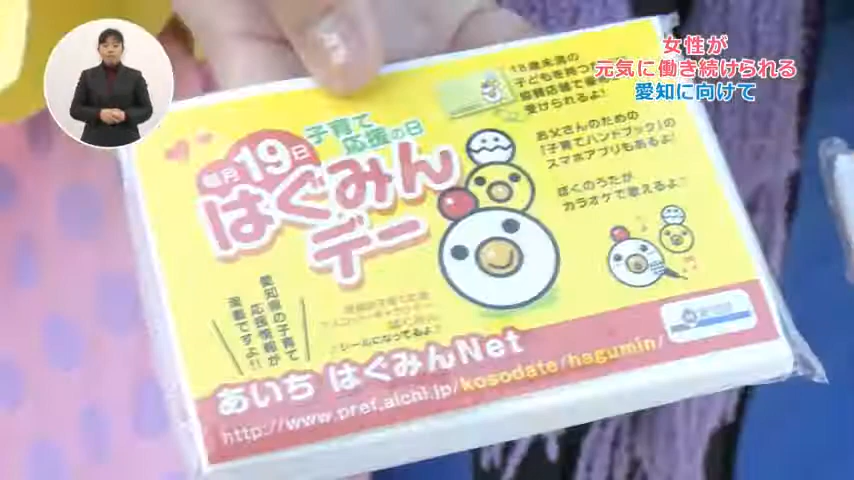 女性が
元気に働き続けられる
愛知に向けて
18歳未満の
子どもを持つ
協賛店舗で
受けられるよ!
お父さんのための
「子育てハンドブック」の
スマホアプリもあるよ!
ぼくのうたが
カラオケで歌えるよ♪
子育て
応援の日
毎月19日
はぐみん
デー
愛知県の子育て
応援情報が
満載ですよ!!
シールになってるよ♪
あいち はぐみんNet
http://www.pref.aichi.jp/kosodate/hagumin/